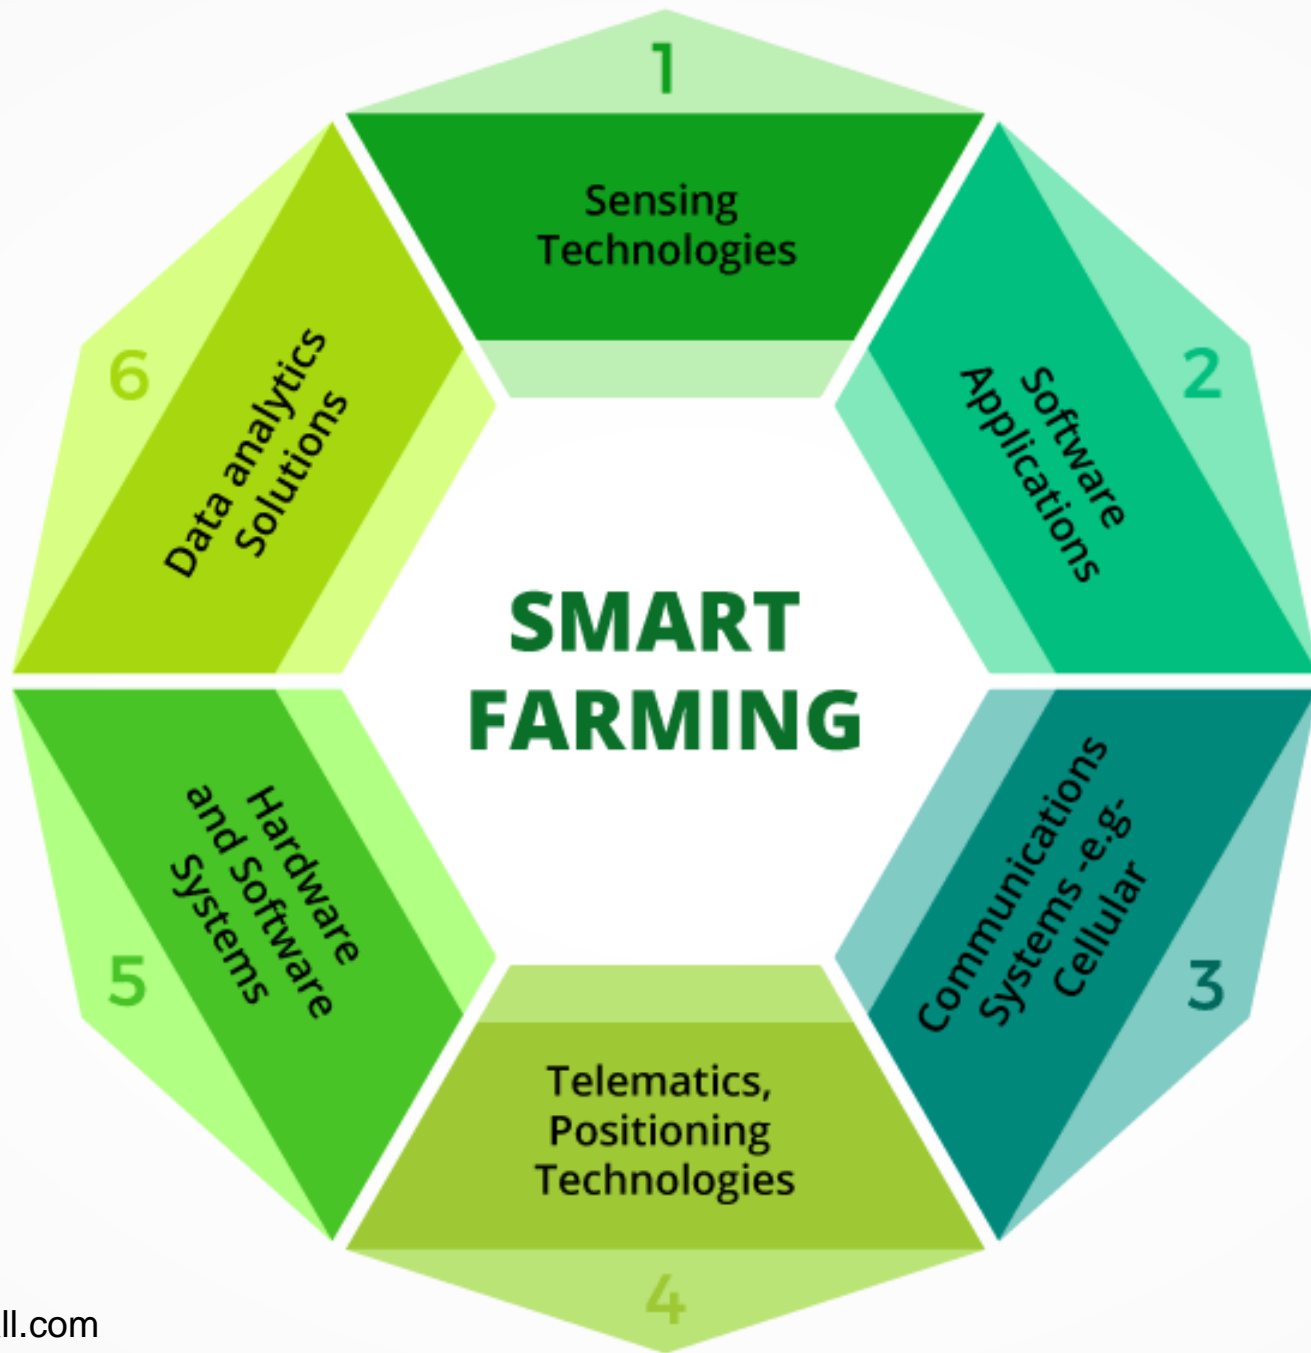 1
Sensing
Technologies
2
Software
Applications
3
Communications
Systems -e.g-
Cellular
4
Telematics,
Positioning
Technologies
5
Hardware
and Software
Systems
6
Data analytics
Solutions
SMART
FARMING
ll.com